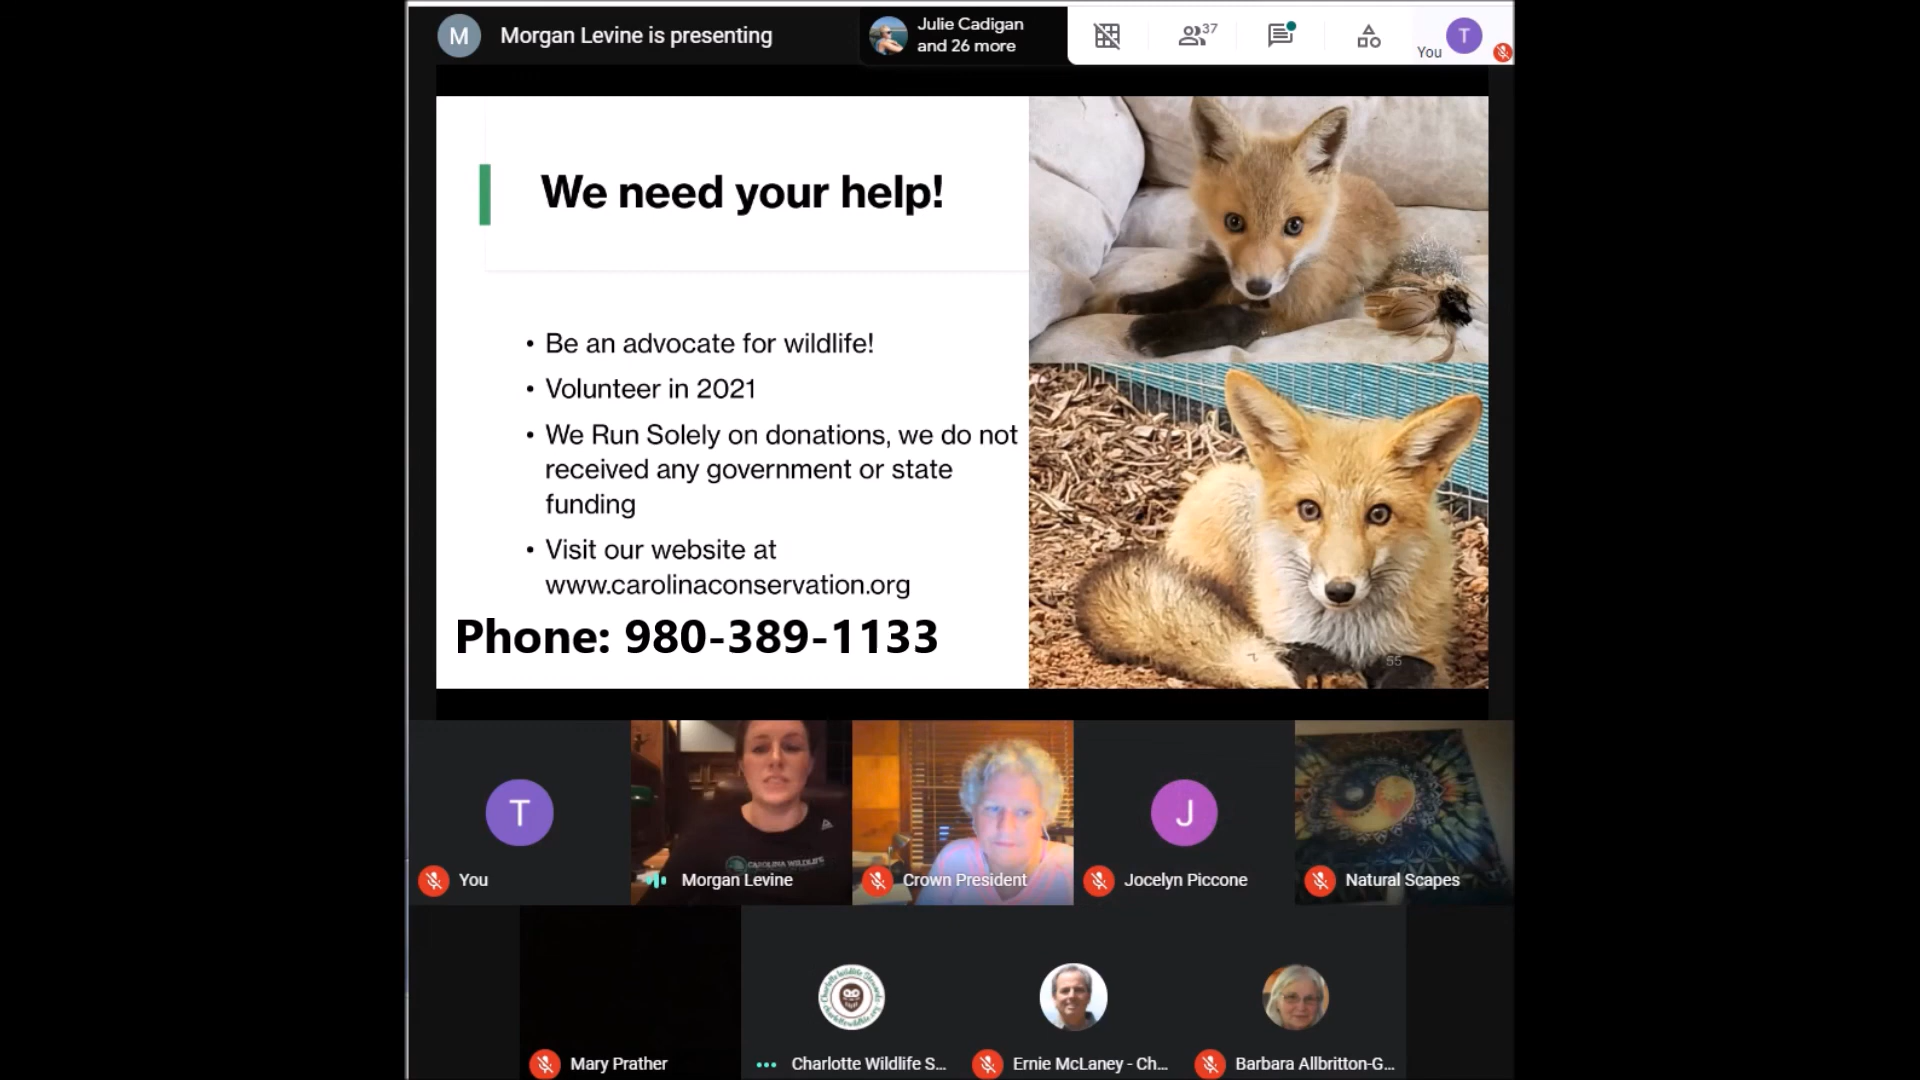 M
Morgan Levine is presenting
Julie Cadigan
and 26 more
37
You
T
We need your help!
• Be an advocate for wildlife!
• Volunteer in 2021
• We Run Solely on donations, we do not
received any government or state
funding
• Visit our website at
www.carolinaconservation.org
Phone: 980-389-1133
55
T
CAROLINA WILDLIFE
J
You
Morgan Levine
Crown President
Jocelyn Piccone
Natural Scapes
Mary Prather
Charlotte Wildlife S...
Ernie McLaney - Ch...
Barbara Allbritton-G...